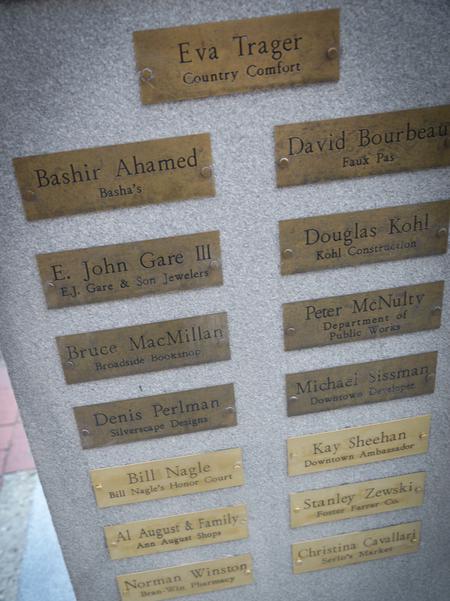 Eva Trager
Country Comfort
Bashir Ahamed
Basha's
E. John Gare III
E.J. Gare & Son Jewelers
Bruce MacMillan
Broadside Bookshop
Denis Perlman
Silverscape Designs
Bill Nagle
Bill Nagle's Honor Court
Al August & Family
Ann August Shops
Norman Winston
Bran-Win Pharmacy
David Bourbeau
Faux Pas
Douglas Kohl
Kohl Construction
Peter McNulty
Department of
Public Works
Michael Sissman
Downtown Developer
Kay Sheehan
Downtown Ambassador
Stanley Zewski
Foster Farrar Co.
Christina Cavallari
Serio's Market